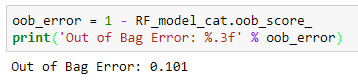 oob_error = 1 - RF_model_cat.oob_score_
print('Out of Bag Error: %.3f' % oob_error)
Out of Bag Error: 0.101